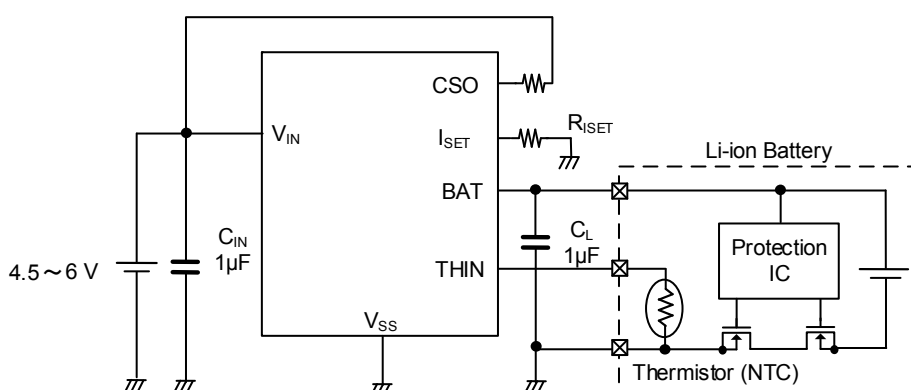 CSO
V_IN
I_SET
R_ISET
Li-ion Battery
BAT
C_IN
1μF
C_L
1μF
Protection
IC
4.5～6 V
THIN
V_SS
Thermistor (NTC)